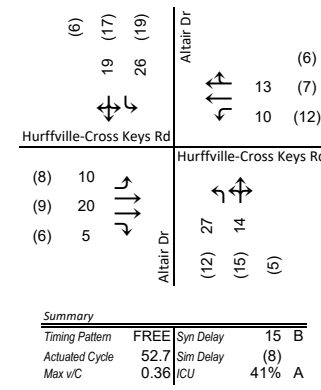 (6) (17) (19)
19 26
Altair Dr
(6)
13 (7)
10 (12)
Hurffville-Cross Keys Rd
Hurffville-Cross Keys Rd
(8) 10
(9) 20
(6) 5
Altair Dr
27 14
(12) (15) (5)
Summary
Timing Pattern FREE Syn Delay 15 B
Actuated Cycle 52.7 Sim Delay (8)
Max v/C 0.36 ICU 41% A